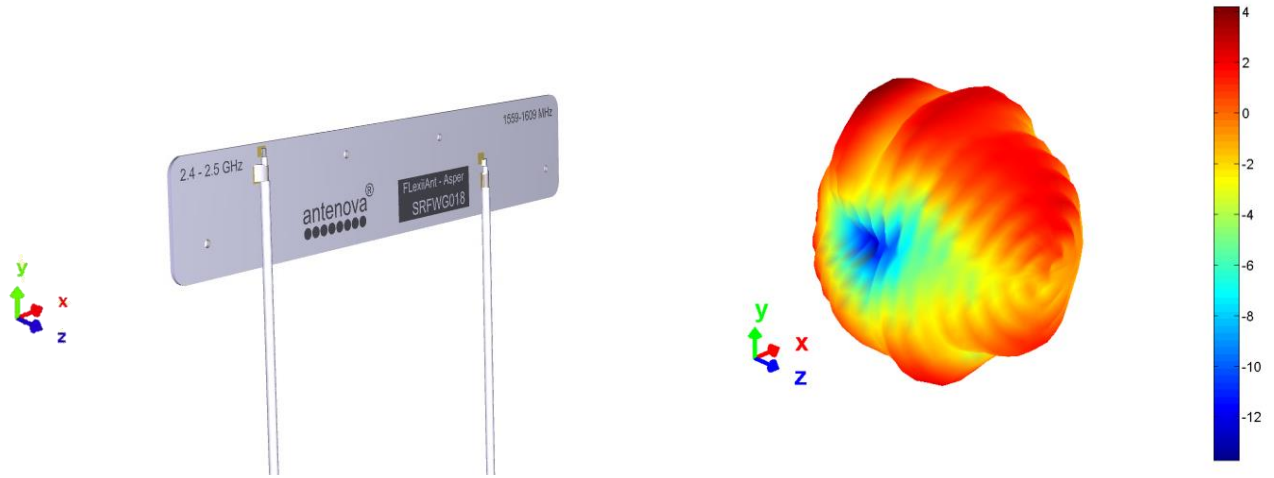 2.4 - 2.5 GHz
1559-1609 MHz
antenova®
FLexiiAnt - Asper
SRFWG018
y
x
z
y
x
z
4
2
0
-2
-4
-6
-8
-10
-12